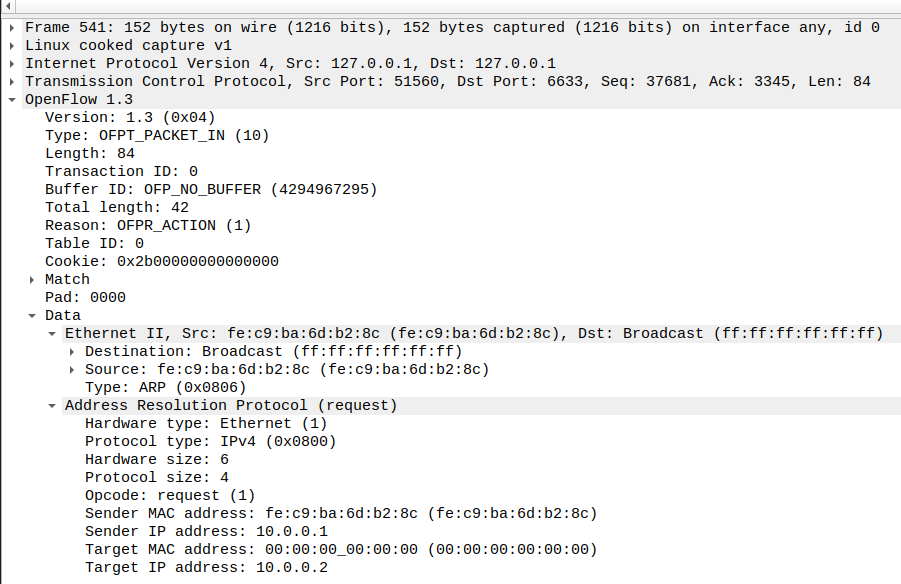 Frame 541: 152 bytes on wire (1216 bits), 152 bytes captured (1216 bits) on interface any, id 0
Linux cooked capture v1
Internet Protocol Version 4, Src: 127.0.0.1, Dst: 127.0.0.1
Transmission Control Protocol, Src Port: 51560, Dst Port: 6633, Seq: 37681, Ack: 3345, Len: 84
OpenFlow 1.3
Version: 1.3 (0x04)
Type: OFPT_PACKET_IN (10)
Length: 84
Transaction ID: 0
Buffer ID: OFP_NO_BUFFER (4294967295)
Total length: 42
Reason: OFPR_ACTION (1)
Table ID: 0
Cookie: 0x2b00000000000000
Match
Pad: 0000
Data
Ethernet II, Src: fe:c9:ba:6d:b2:8c (fe:c9:ba:6d:b2:8c), Dst: Broadcast (ff:ff:ff:ff:ff:ff)
Destination: Broadcast (ff:ff:ff:ff:ff:ff)
Source: fe:c9:ba:6d:b2:8c (fe:c9:ba:6d:b2:8c)
Type: ARP (0x0806)
Address Resolution Protocol (request)
Hardware type: Ethernet (1)
Protocol type: IPv4 (0x0800)
Hardware size: 6
Protocol size: 4
Opcode: request (1)
Sender MAC address: fe:c9:ba:6d:b2:8c (fe:c9:ba:6d:b2:8c)
Sender IP address: 10.0.0.1
Target MAC address: 00:00:00_00:00:00 (00:00:00:00:00:00)
Target IP address: 10.0.0.2